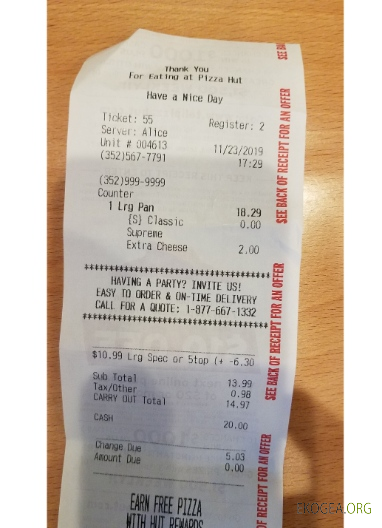 Thank You
For Eating at Pizza Hut
Have a Nice Day
Ticket: 55 Register: 2
Server: Alice
Unit # 004613 11/23/2019
(352)567-7791 17:29
(352)999-9999
Counter
1 Lrg Pan 18.29
{S} Classic 0.00
Supreme
Extra Cheese 2.00
HAVING A PARTY? INVITE US!
EASY TO ORDER & ON-TIME DELIVERY
CALL FOR A QUOTE: 1-877-667-1332
$10.99 Lrg Spec or 5top (+ -6.30
Sub Total 13.99
Tax/Other 0.98
CARRY OUT Total 14.97
CASH 20.00
Change Due 5.03
Amount Due 0.00
EARN FREE PIZZA
WITH HUT REWARDS
SEE BACK
SEE BACK OF RECEIPT FOR AN OFFER
SEE BACK OF RECEIPT FOR AN OFFER
OF RECEIPT FOR AN OFFER